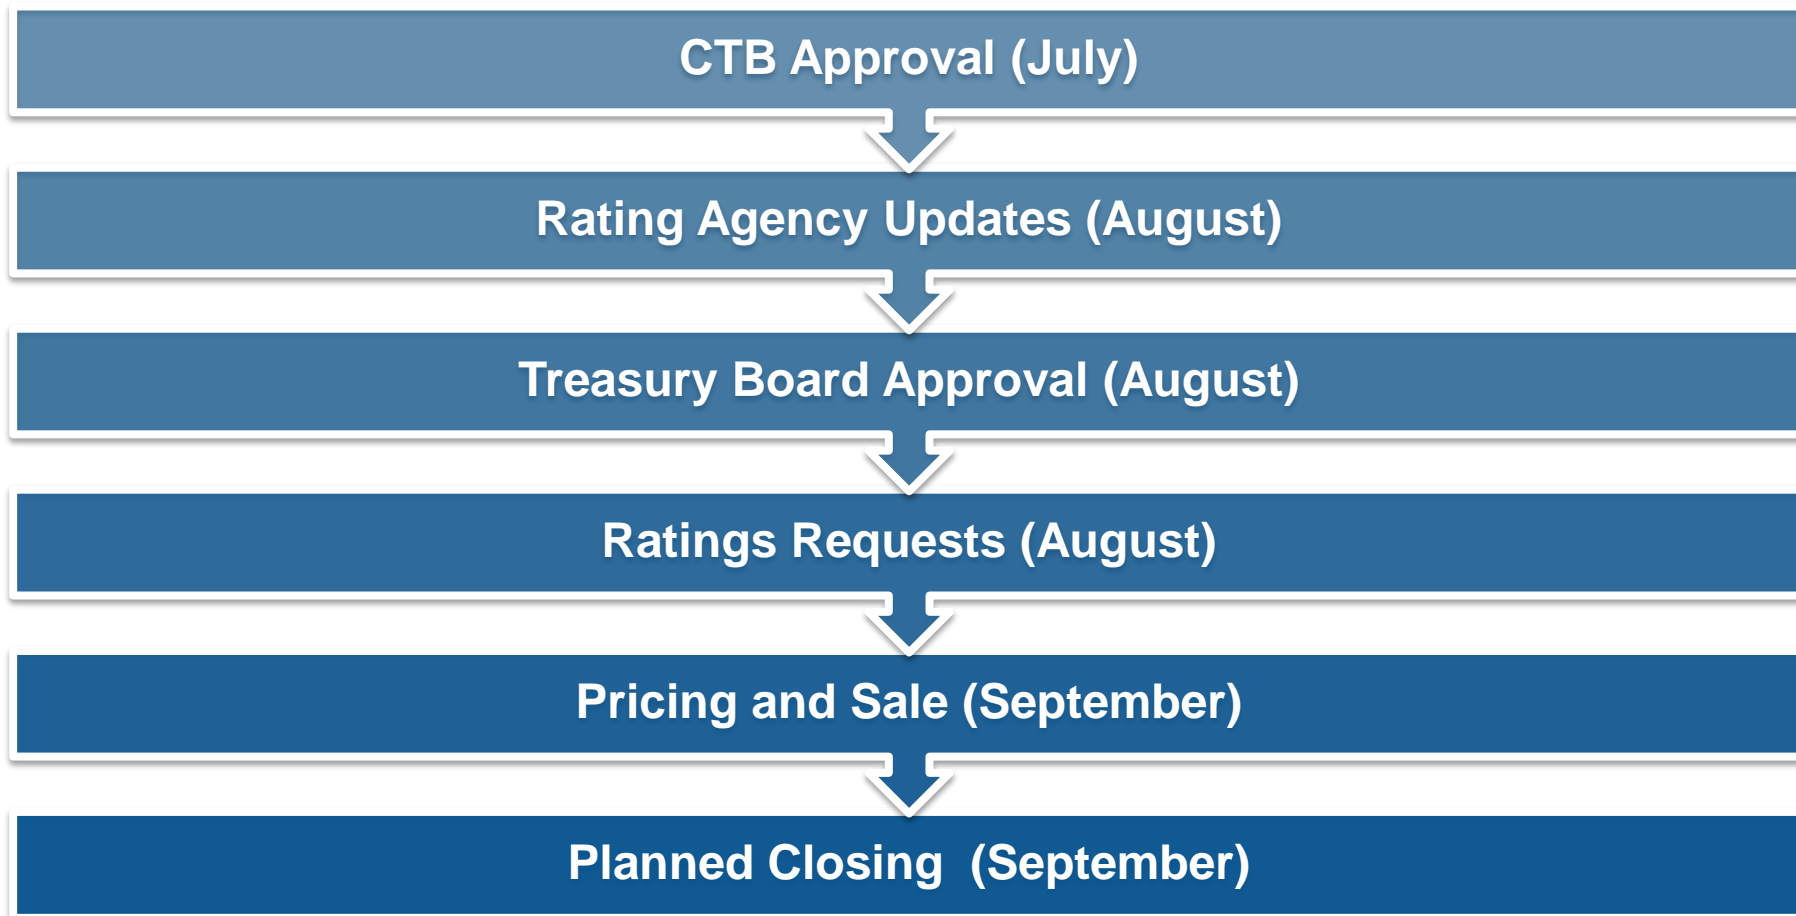 CTB Approval (July)
Rating Agency Updates (August)
Treasury Board Approval (August)
Ratings Requests (August)
Pricing and Sale (September)
Planned Closing  (September)